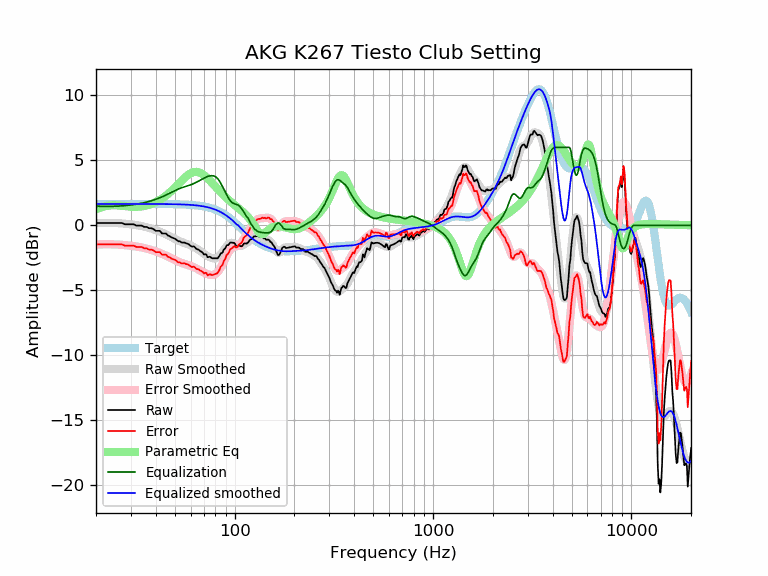 AKG K267 Tiesto Club Setting
Amplitude (dBr)
10
5
0
−5
−10
−15
−20
Target
Raw Smoothed
Error Smoothed
Raw
Error
Parametric Eq
Equalization
Equalized smoothed
100 1000 10000
Frequency (Hz)